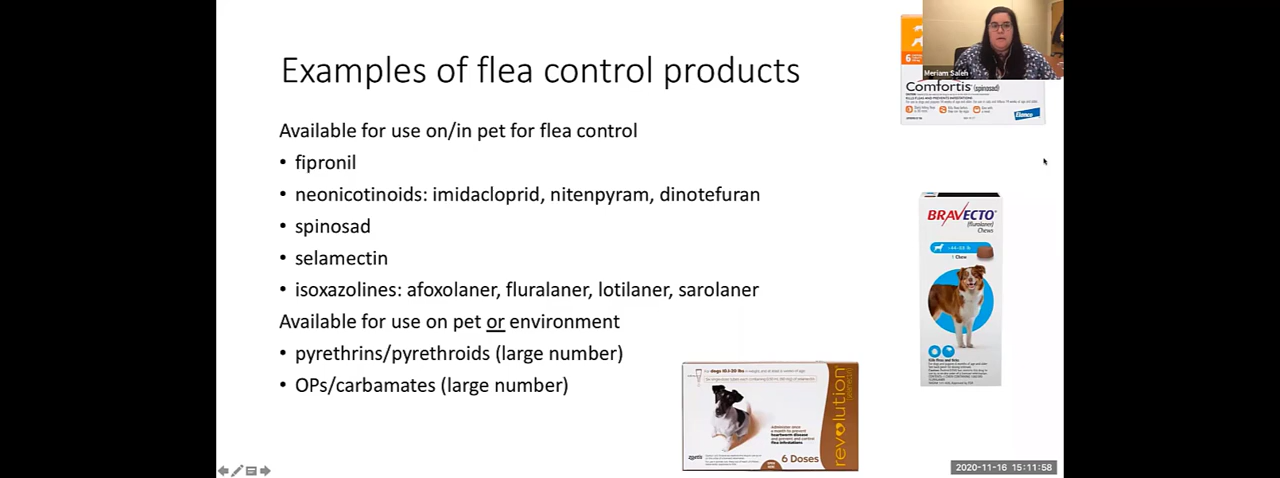 Examples of flea control products
Available for use on/in pet for flea control
• fipronil
• neonicotinoids: imidacloprid, nitenpyram, dinotefuran
• spinosad
• selamectin
• isoxazolines: afoxolaner, fluralaner, lotilaner, sarolaner
Available for use on pet or environment
• pyrethrins/pyrethroids (large number)
• OPs/carbamates (large number)
Meriam Saleh
6
Comfortis (spinosad)
Elanco
BRAVECTO
(fluralaner)
Chews
1 Chew
for dogs
6 Doses
zoetis
revolution
2020-11-16 15:11:58